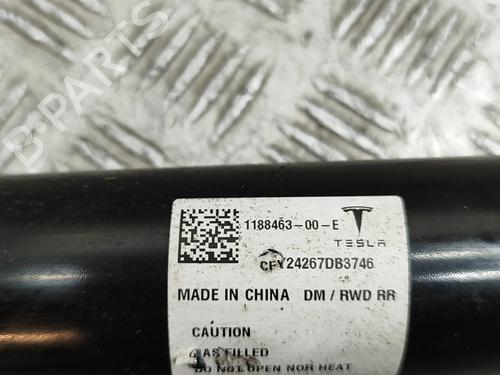 1188463-00-E
TESLA
CFY24267DB3746
MADE IN CHINA DM / RWD RR
CAUTION
GAS FILLED
DO NOT OPEN NOR HEAT
B-PARTS